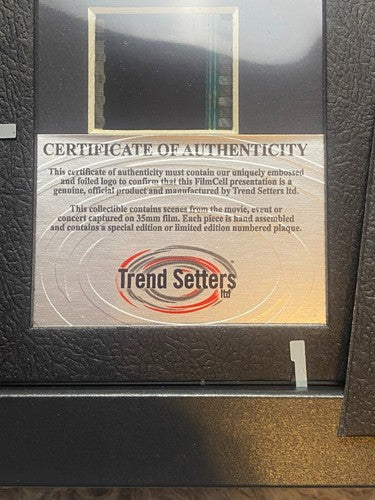 CERTIFICATE OF AUTHENTICITY
This certificate of authenticity must contain our uniquely embossed
and foiled logo to confirm that this FilmCell presentation is a
genuine, official product and manufactured by Trend Setters ltd.
This collectible contains scenes from the movie, event or
concert captured on 35mm film. Each piece is hand assembled
and contains a special edition or limited edition numbered plaque.
Trend Setters™
ltd